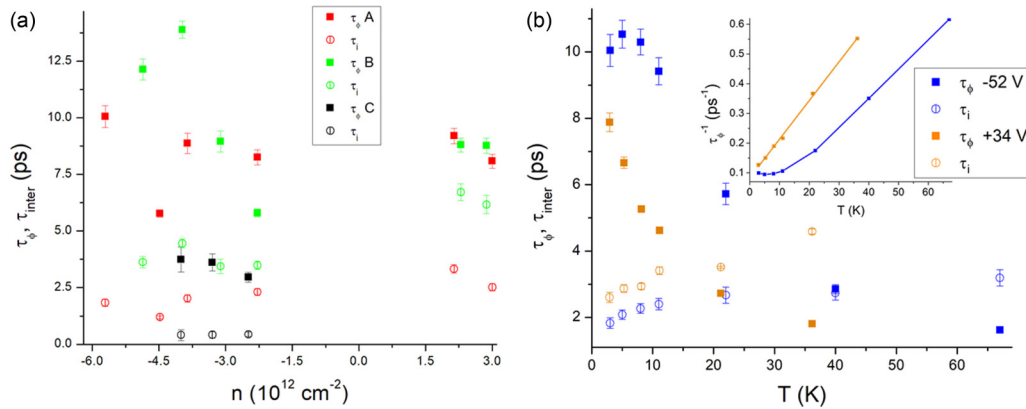 (a)
τϕ, τinter (ps)
15.0
12.5
10.0
7.5
5.0
2.5
0.0
-6.0 -4.5 -3.0 -1.5 0.0 1.5 3.0
n (10^12 cm^-2)
τϕ A
τi
τϕ B
τi
τϕ C
τi
(b)
τϕ, τinter (ps)
10
8
6
4
2
0 10 20 30 40 50 60
T (K)
τϕ^-1 (ps^-1)
0.6
0.5
0.4
0.3
0.2
0.1
0 10 20 30 40 50 60
T (K)
τϕ -52 V
τi
τϕ +34 V
τi